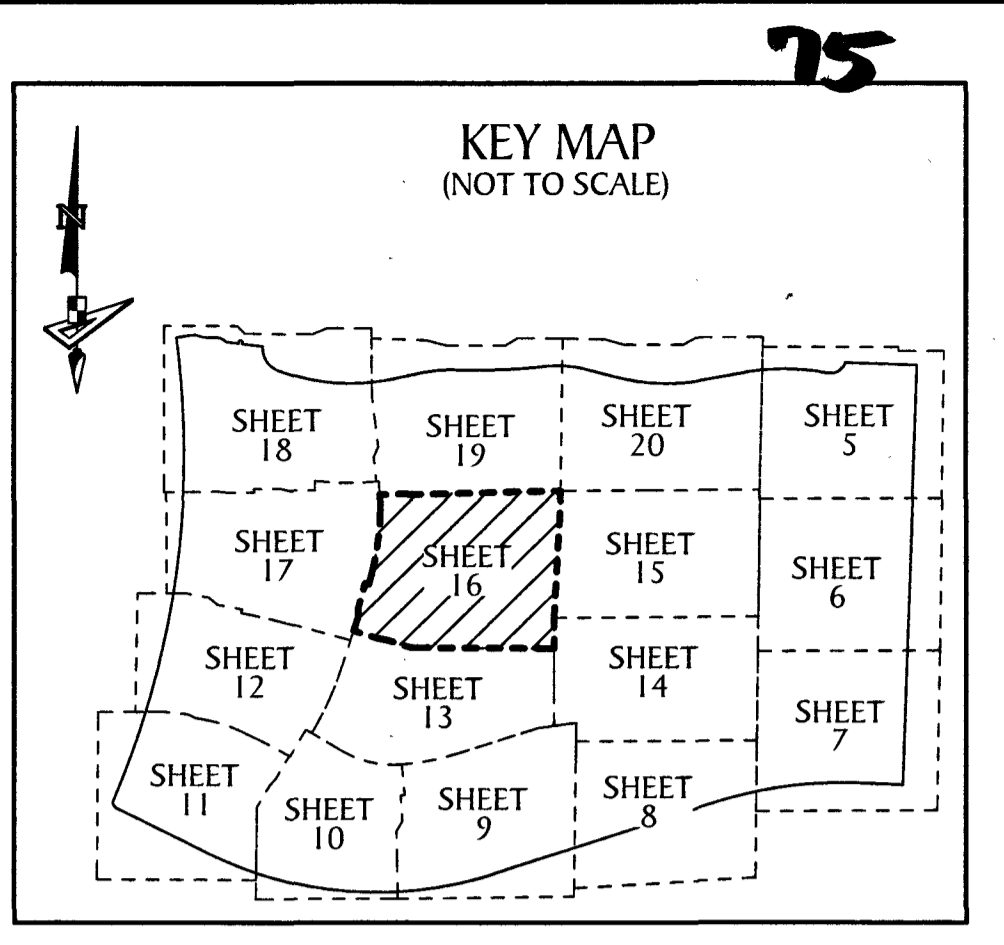 75
KEY MAP
(NOT TO SCALE)
N
SHEET
18
SHEET
19
SHEET
20
SHEET
5
SHEET
17
SHEET
16
SHEET
15
SHEET
6
SHEET
12
SHEET
13
SHEET
14
SHEET
7
SHEET
11
SHEET
10
SHEET
9
SHEET
8